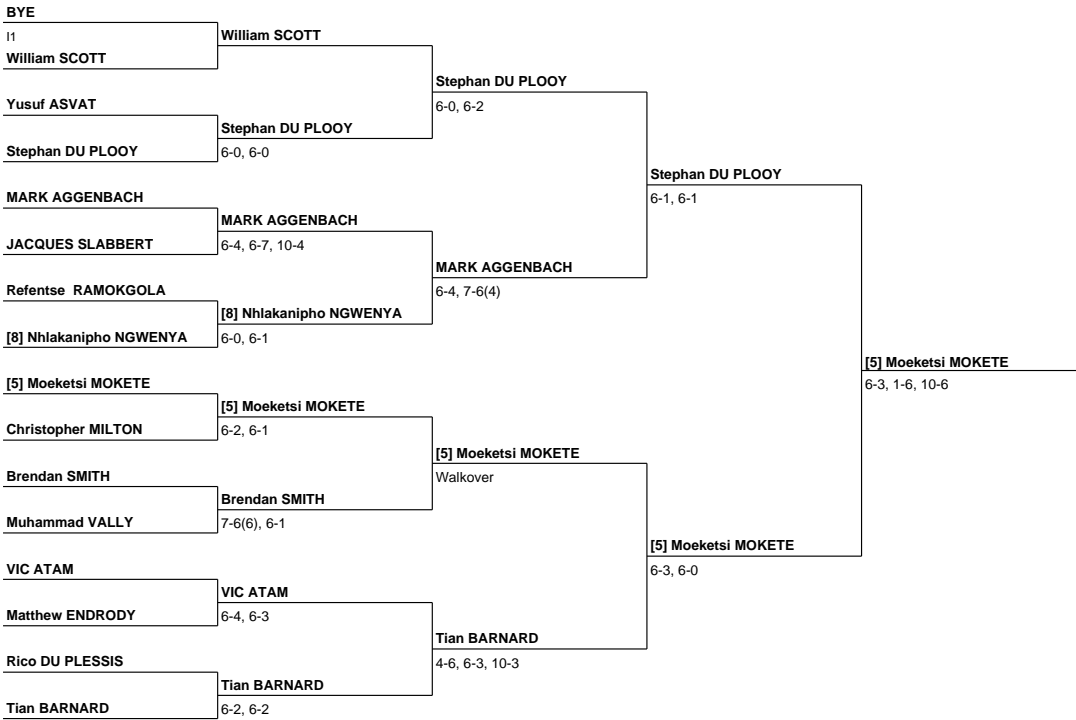 BYE
I1
William SCOTT
Yusuf ASVAT
Stephan DU PLOOY
MARK AGGENBACH
JACQUES SLABBERT
Refentse  RAMOKGOLA
[8] Nhlakanipho NGWENYA
[5] Moeketsi MOKETE
Christopher MILTON
Brendan SMITH
Muhammad VALLY
VIC ATAM
Matthew ENDRODY
Rico DU PLESSIS
Tian BARNARD
William SCOTT
Stephan DU PLOOY
6-0, 6-0
MARK AGGENBACH
6-4, 6-7, 10-4
[8] Nhlakanipho NGWENYA
6-0, 6-1
[5] Moeketsi MOKETE
6-2, 6-1
Brendan SMITH
7-6(6), 6-1
VIC ATAM
6-4, 6-3
Tian BARNARD
6-2, 6-2
Stephan DU PLOOY
6-0, 6-2
MARK AGGENBACH
6-4, 7-6(4)
[5] Moeketsi MOKETE
Walkover
Tian BARNARD
4-6, 6-3, 10-3
Stephan DU PLOOY
6-1, 6-1
[5] Moeketsi MOKETE
6-3, 6-0
[5] Moeketsi MOKETE
6-3, 1-6, 10-6